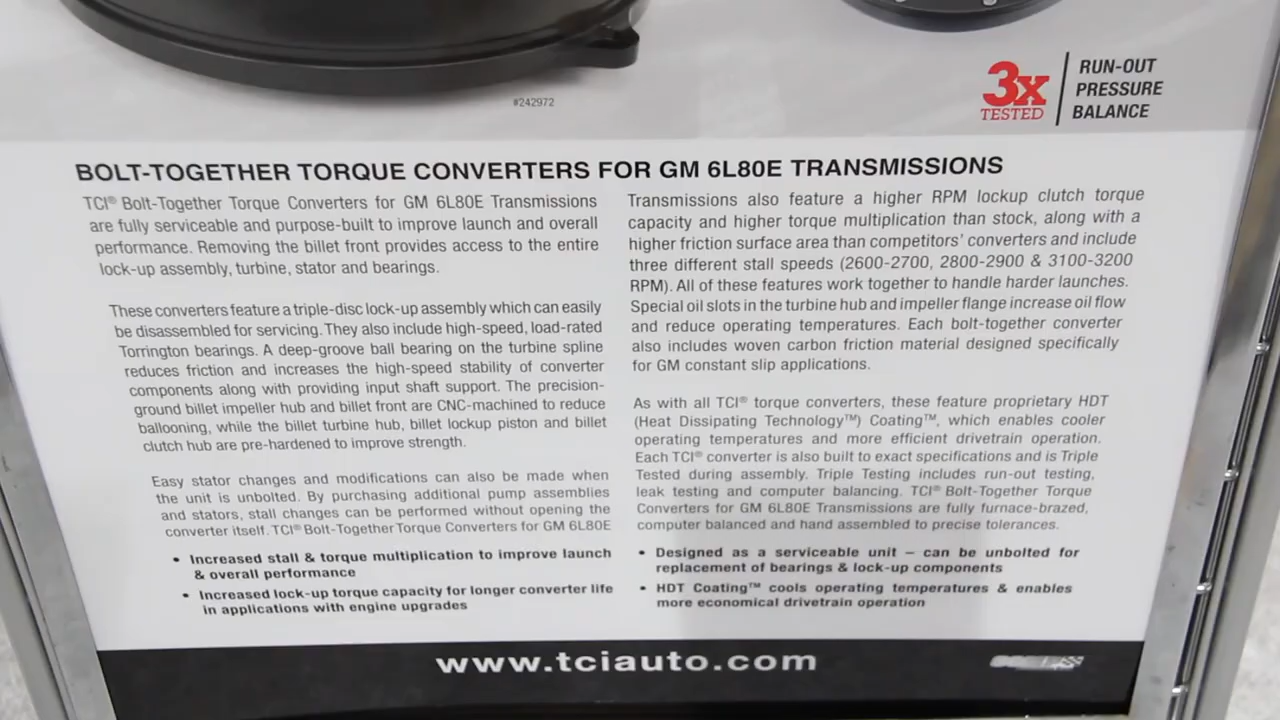 #242972
3x
TESTED
RUN-OUT
PRESSURE
BALANCE
BOLT-TOGETHER TORQUE CONVERTERS FOR GM 6L80E TRANSMISSIONS
TCI® Bolt-Together Torque Converters for GM 6L80E Transmissions
are fully serviceable and purpose-built to improve launch and overall
performance. Removing the billet front provides access to the entire
lock-up assembly, turbine, stator and bearings.
These converters feature a triple-disc lock-up assembly which can easily
be disassembled for servicing. They also include high-speed, load-rated
Torrington bearings. A deep-groove ball bearing on the turbine spline
reduces friction and increases the high-speed stability of converter
components along with providing input shaft support. The precision-
ground billet impeller hub and billet front are CNC-machined to reduce
ballooning, while the billet turbine hub, billet lockup piston and billet
clutch hub are pre-hardened to improve strength.
Easy stator changes and modifications can also be made when
the unit is unbolted. By purchasing additional pump assemblies
and stators, stall changes can be performed without opening the
converter itself. TCI® Bolt-Together Torque Converters for GM 6L80E
Transmissions also feature a higher RPM lockup clutch torque
capacity and higher torque multiplication than stock, along with a
higher friction surface area than competitors' converters and include
three different stall speeds (2600-2700, 2800-2900 & 3100-3200
RPM). All of these features work together to handle harder launches.
Special oil slots in the turbine hub and impeller flange increase oil flow
and reduce operating temperatures. Each bolt-together converter
also includes woven carbon friction material designed specifically
for GM constant slip applications.
As with all TCI® torque converters, these feature proprietary HDT
(Heat Dissipating Technology™) Coating™, which enables cooler
operating temperatures and more efficient drivetrain operation.
Each TCI® converter is also built to exact specifications and is Triple
Tested during assembly. Triple Testing includes run-out testing,
leak testing and computer balancing. TCI® Bolt-Together Torque
Converters for GM 6L80E Transmissions are fully furnace-brazed,
computer balanced and hand assembled to precise tolerances.
• Increased stall & torque multiplication to improve launch
& overall performance
• Increased lock-up torque capacity for longer converter life
in applications with engine upgrades
• Designed as a serviceable unit – can be unbolted for
replacement of bearings & lock-up components
• HDT Coating™ cools operating temperatures & enables
more economical drivetrain operation
www.tciauto.com